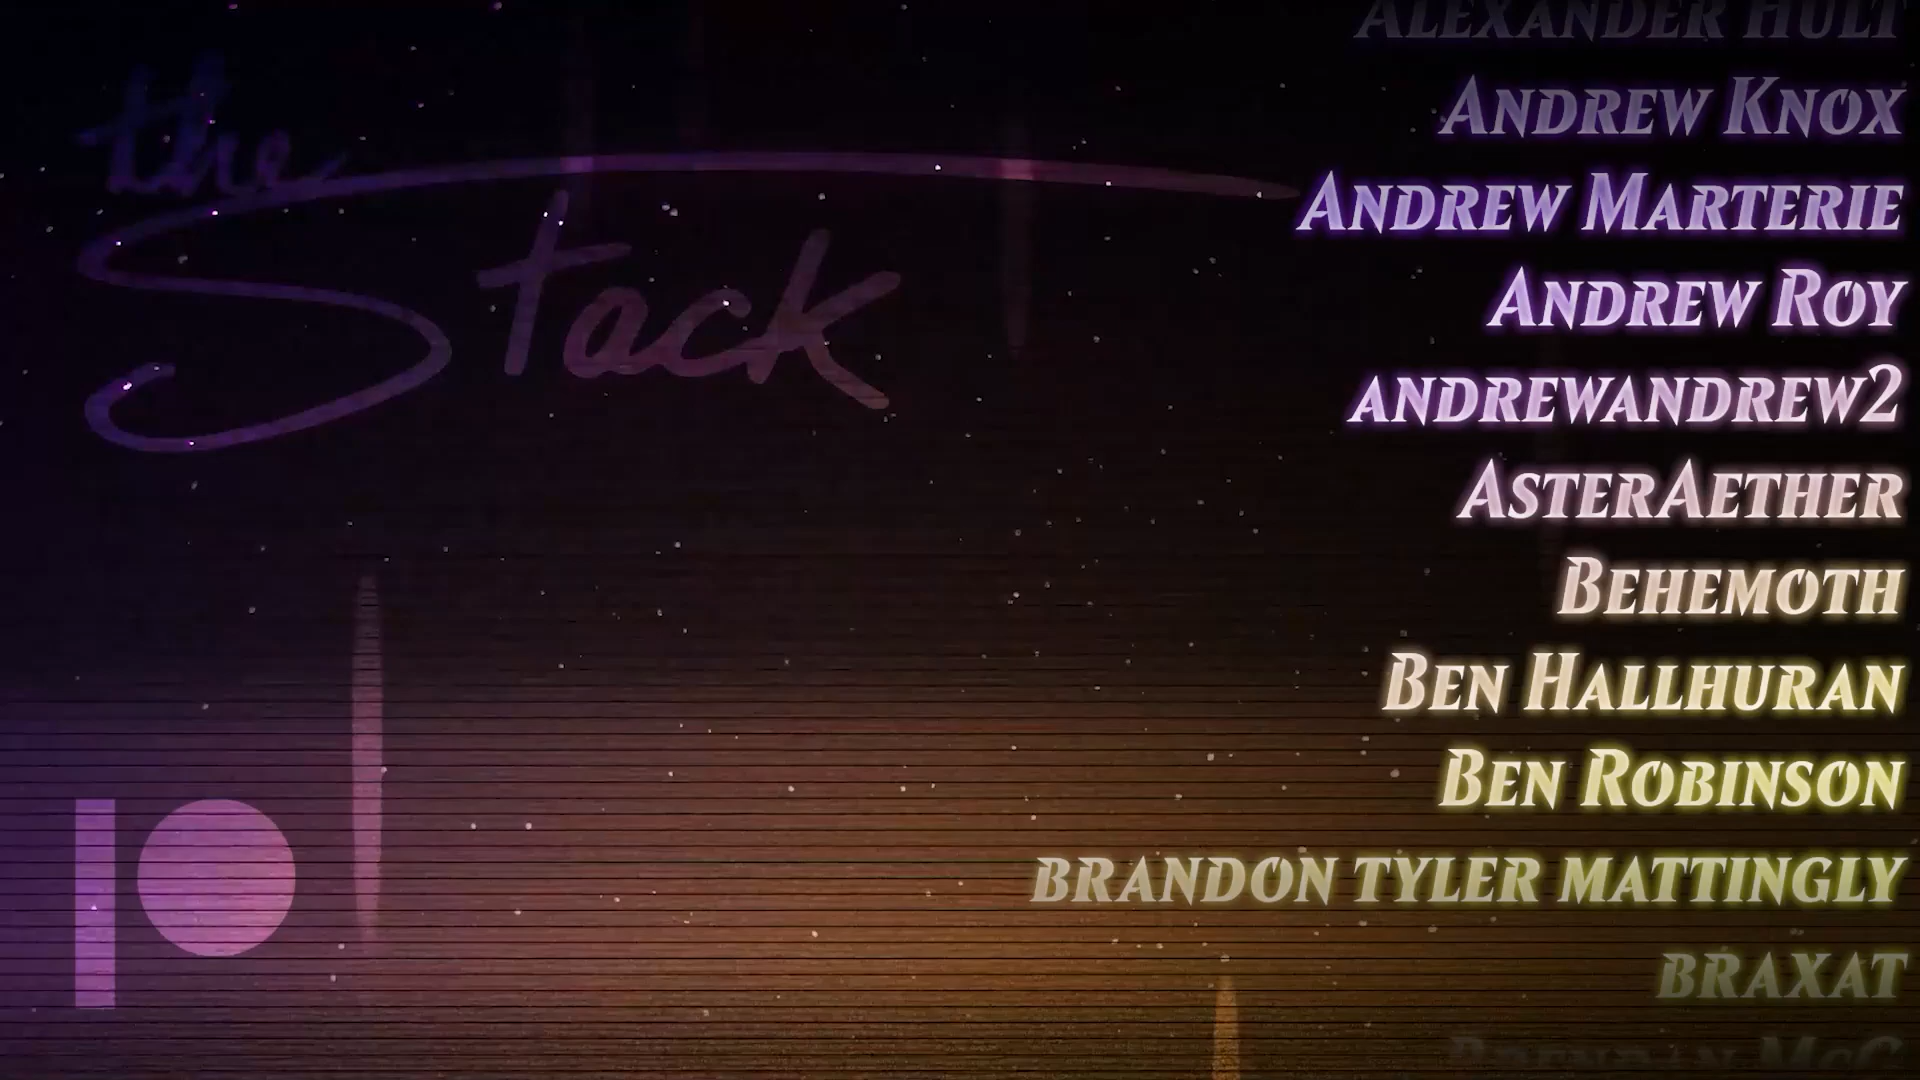 the
Stack
ALEXANDER HULT
ANDREW KNOX
ANDREW MARTERIE
ANDREW ROY
ANDREWANDREW2
ASTERAETHER
BEHEMOTH
BEN HALLHURAN
BEN ROBINSON
BRANDON TYLER MATTINGLY
BRAXAT
BRENDAN